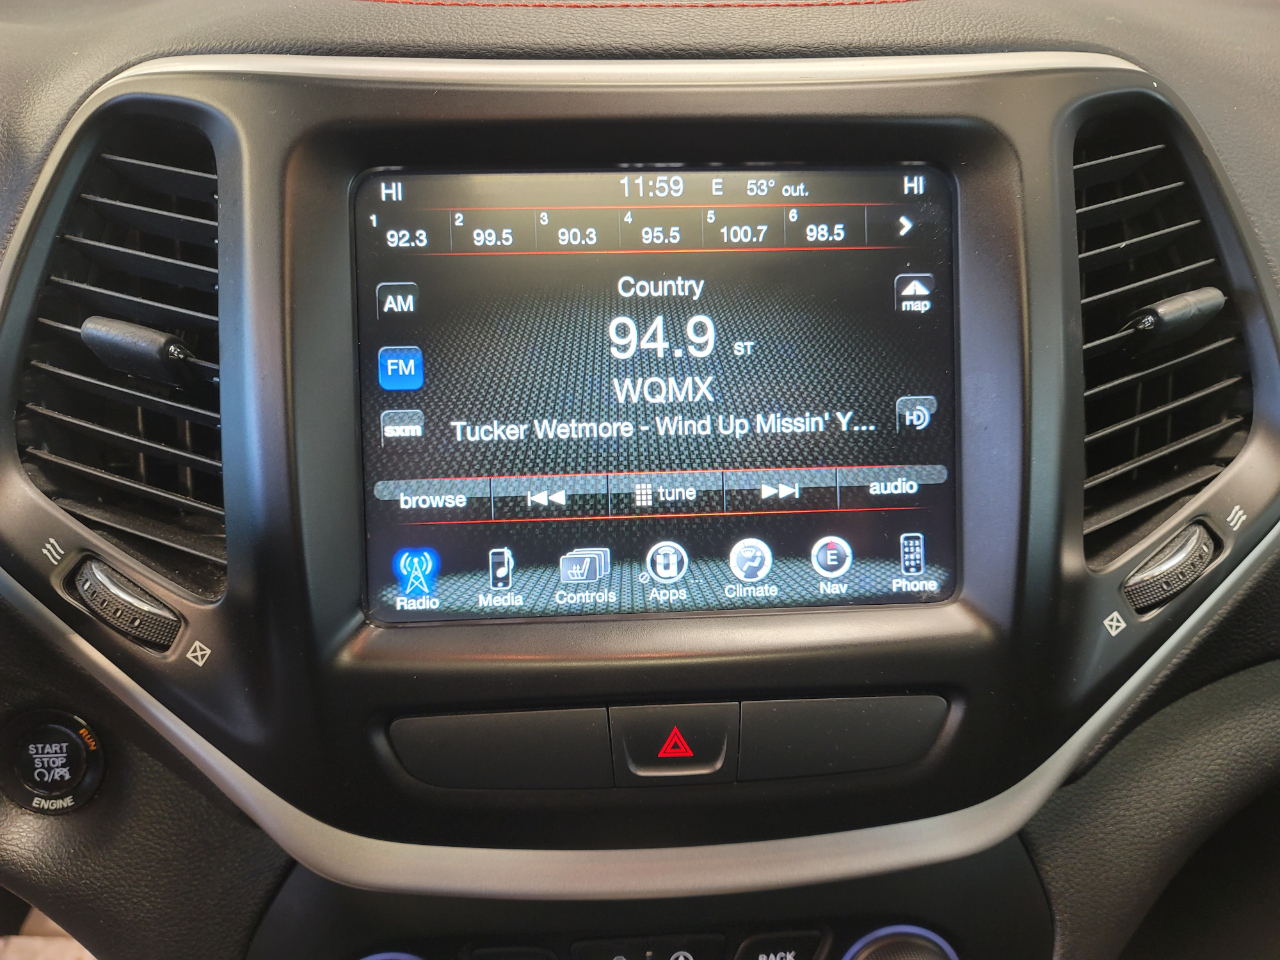 HI 11:59 E 53° out. HI
1 92.3 2 99.5 3 90.3 4 95.5 5 100.7 6 98.5
Country
AM map
94.9 ST
FM
WQMX
sxm Tucker Wetmore - Wind Up Missin' Y... HD
browse tune audio
Radio Media Controls Apps Climate E Nav Phone
RUN
START
STOP
ENGINE
BACK